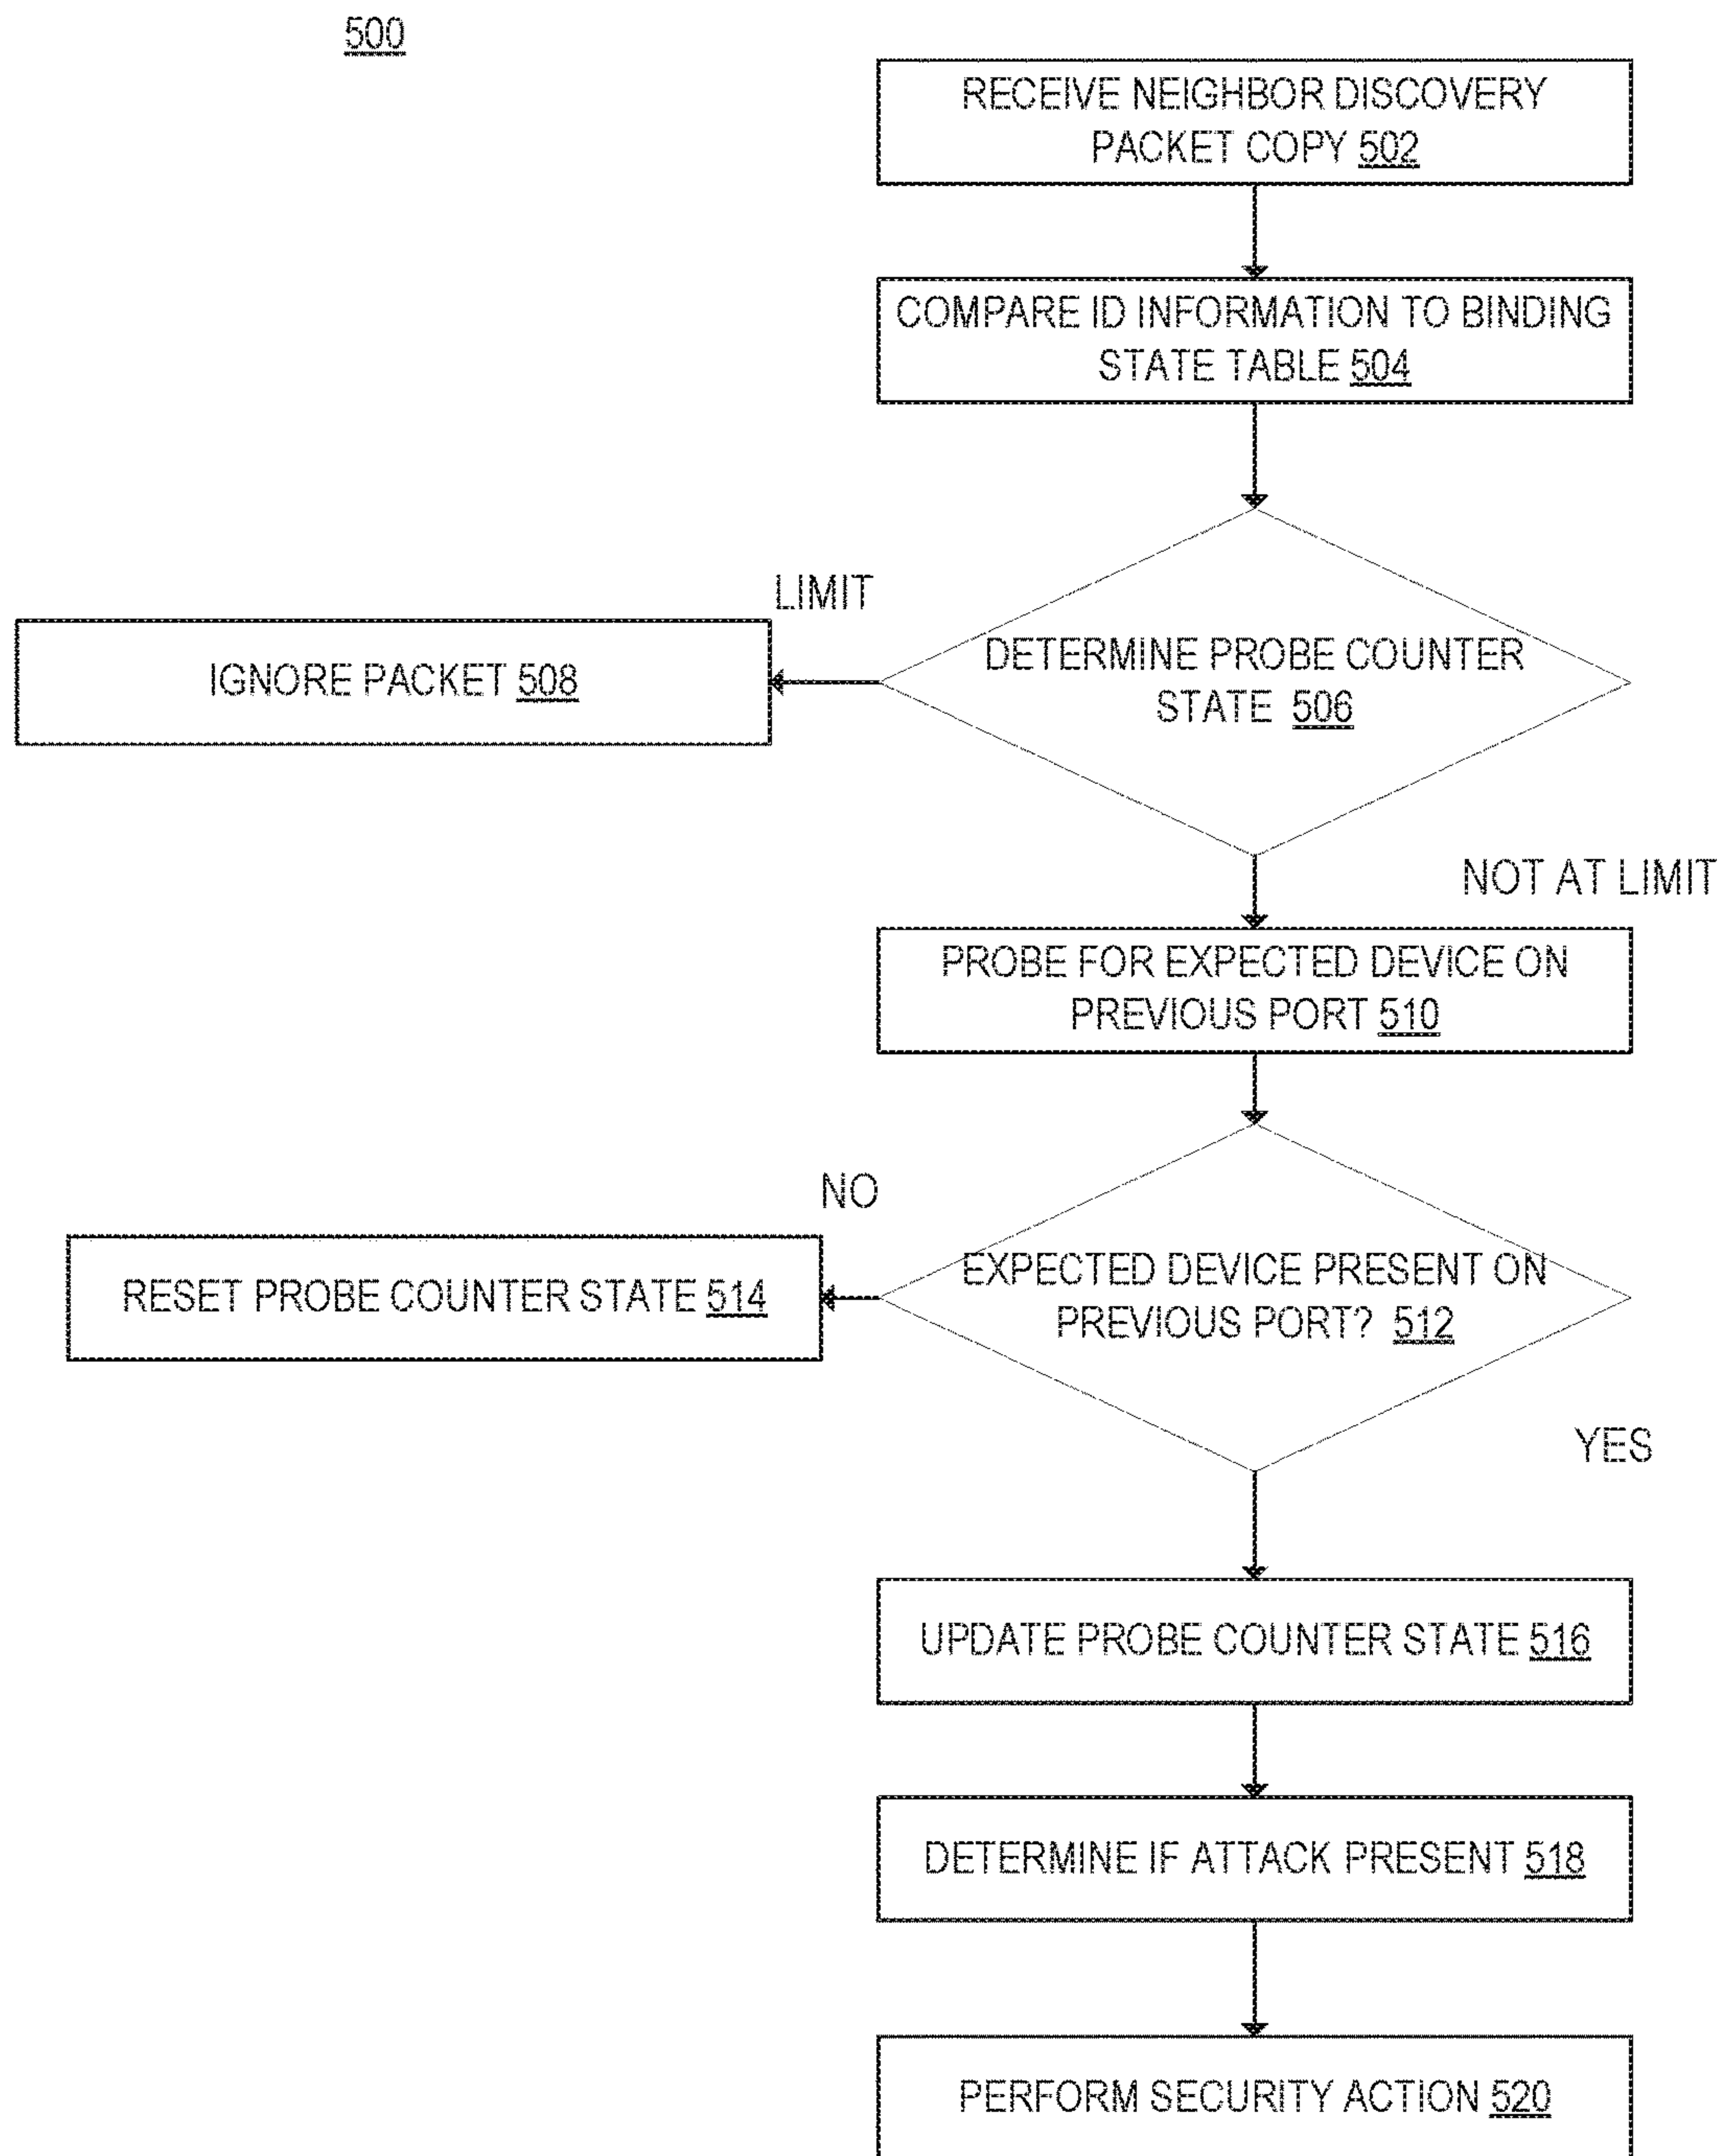 500
RECEIVE NEIGHBOR DISCOVERY
PACKET COPY 502
COMPARE ID INFORMATION TO BINDING
STATE TABLE 504
LIMIT
DETERMINE PROBE COUNTER
STATE 506
IGNORE PACKET 508
NOT AT LIMIT
PROBE FOR EXPECTED DEVICE ON
PREVIOUS PORT 510
NO
EXPECTED DEVICE PRESENT ON
PREVIOUS PORT? 512
RESET PROBE COUNTER STATE 514
YES
UPDATE PROBE COUNTER STATE 516
DETERMINE IF ATTACK PRESENT 518
PERFORM SECURITY ACTION 520